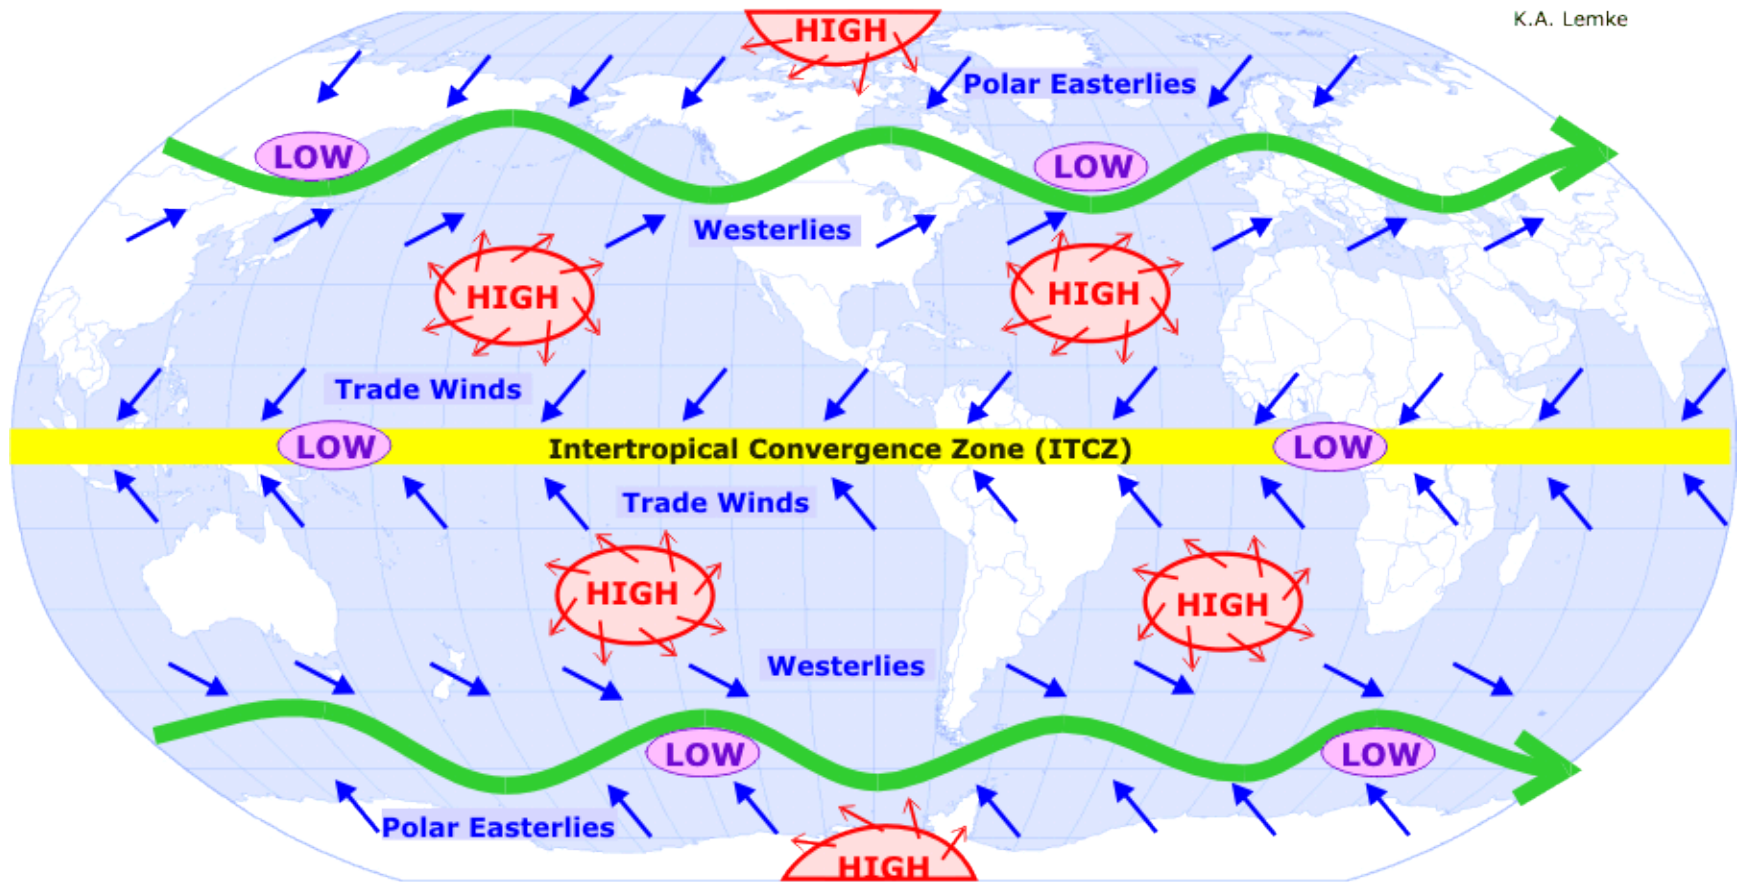 HIGH
K.A. Lemke
Polar Easterlies
LOW
LOW
Westerlies
HIGH
HIGH
Trade Winds
LOW
Intertropical Convergence Zone (ITCZ)
LOW
Trade Winds
HIGH
HIGH
Westerlies
LOW
LOW
Polar Easterlies
HIGH